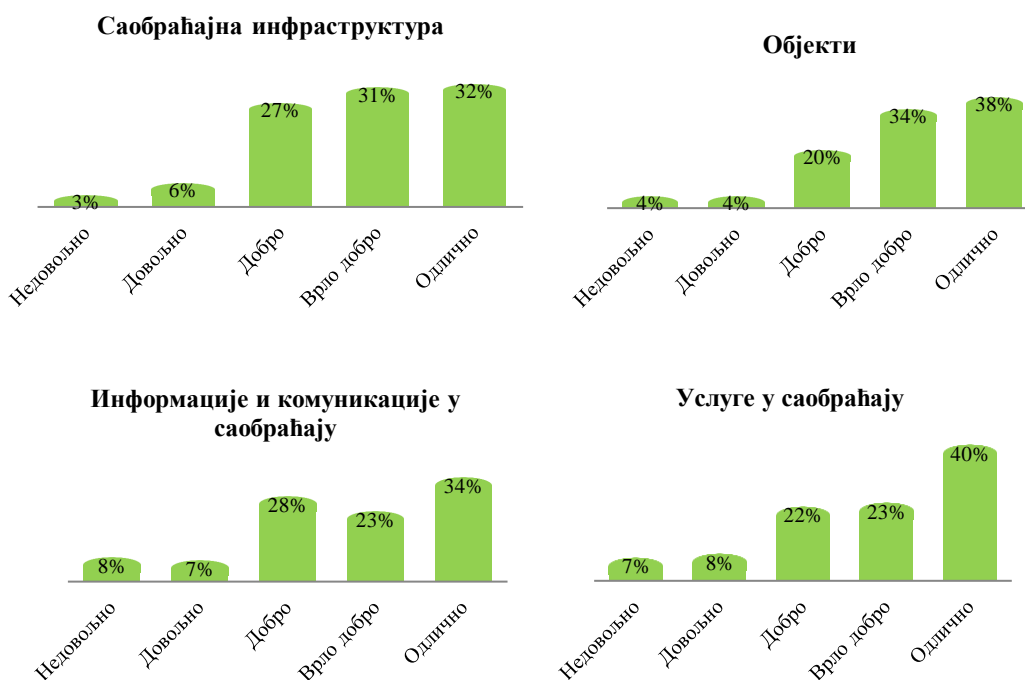 Саобраћајна инфраструктура
3%
6%
27%
31%
32%
Недовољно
Довољно
Добро
Врло добро
Одлично
Објекти
4%
4%
20%
34%
38%
Недовољно
Довољно
Добро
Врло добро
Одлично
Информације и комуникације у
саобраћају
8%
7%
28%
23%
34%
Недовољно
Довољно
Добро
Врло добро
Одлично
Услуге у саобраћају
7%
8%
22%
23%
40%
Недовољно
Довољно
Добро
Врло добро
Одлично